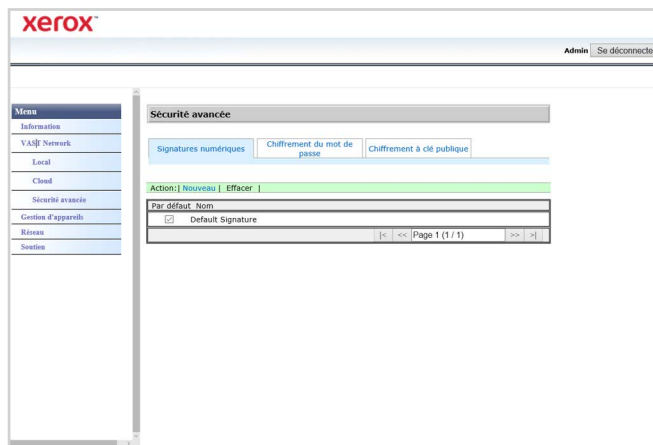 xerox™
Admin Se déconnecte
Menu
Information
VAST Network
Local
Cloud
Sécurité avancée
Gestion d'appareils
Réseau
Soutien
Sécurité avancée
Signatures numériques
Chiffrement du mot de
passe
Chiffrement à clé publique
Action:| Nouveau | Effacer |
Par défaut Nom
Default Signature
|< << Page 1 (1 / 1) >> >|